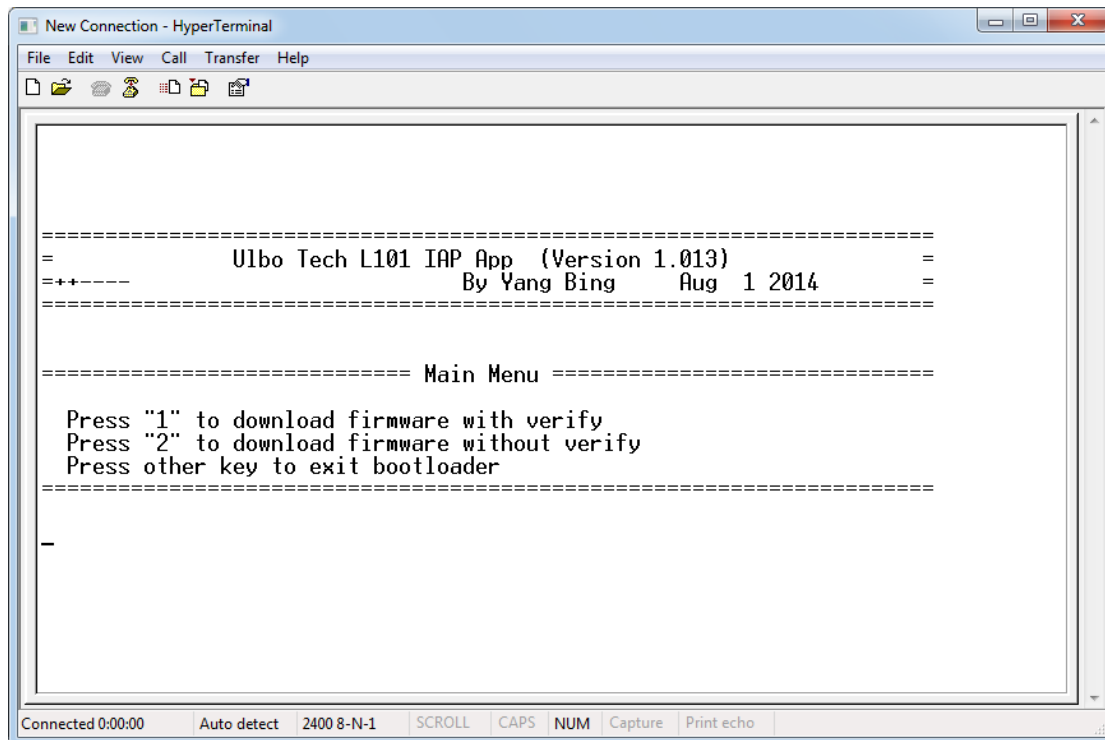 New Connection - HyperTerminal
File Edit View Call Transfer Help
======================================================================
=              Ulbo Tech L101 IAP App  (Version 1.013)               =
=++----                          By Yang Bing     Aug  1 2014        =
======================================================================
============================= Main Menu ==============================
Press "1" to download firmware with verify
Press "2" to download firmware without verify
Press other key to exit bootloader
======================================================================
_
Connected 0:00:00 Auto detect 2400 8-N-1 SCROLL CAPS NUM Capture Print echo